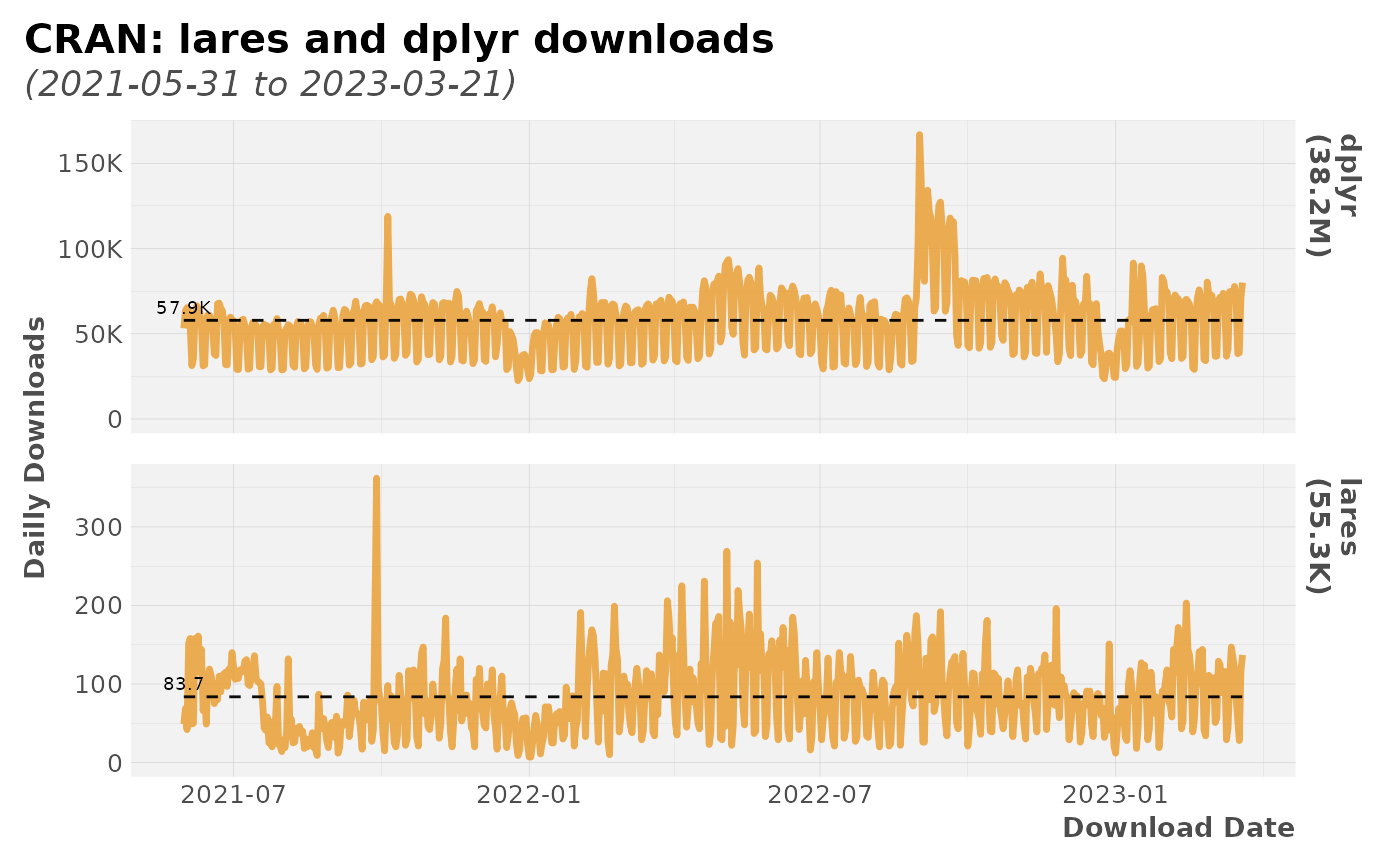 CRAN: lares and dplyr downloads
(2021-05-31 to 2023-03-21)
Dailly Downloads
150K
100K
50K
0
57.9K
dplyr
(38.2M)
300
200
100
0
83.7
lares
(55.3K)
2021-07
2022-01
2022-07
2023-01
Download Date